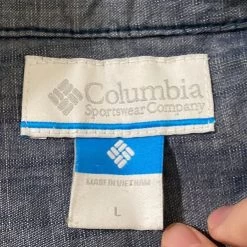 Columbia
Sportswear Company
MADE IN VIETNAM
L